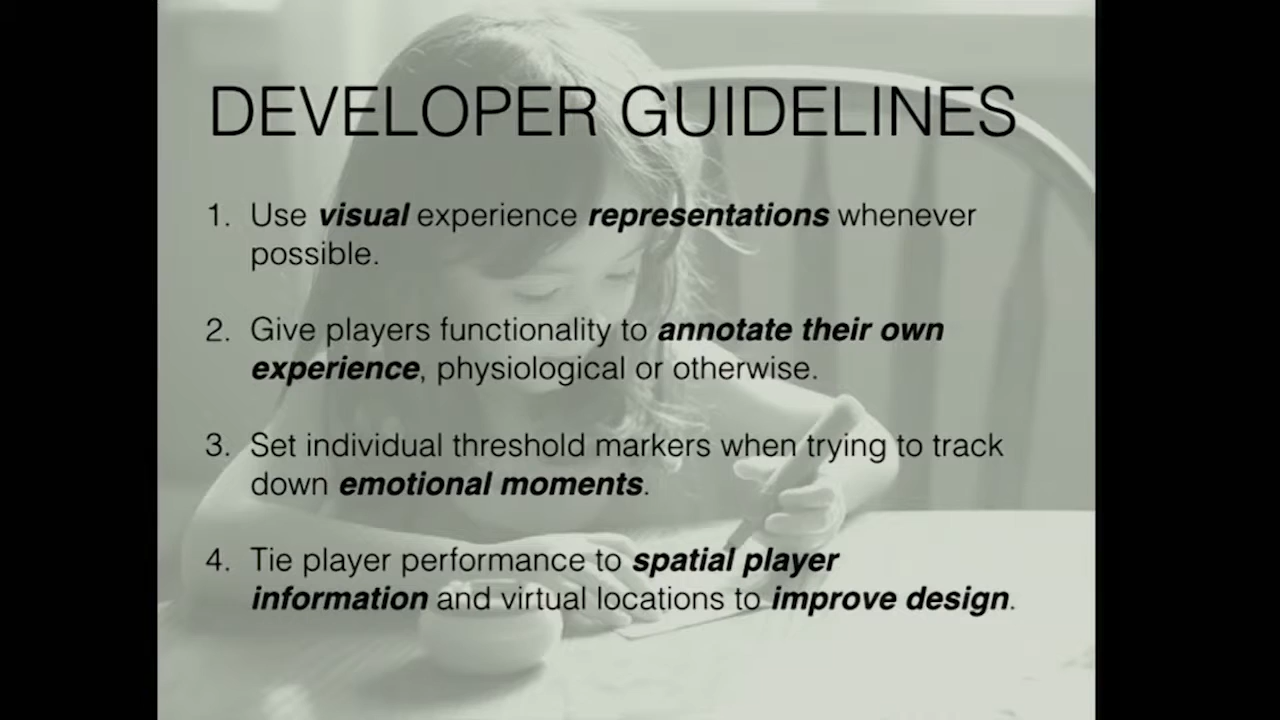 DEVELOPER GUIDELINES
1. Use visual experience representations whenever
possible.
2. Give players functionality to annotate their own
experience, physiological or otherwise.
3. Set individual threshold markers when trying to track
down emotional moments.
4. Tie player performance to spatial player
information and virtual locations to improve design.